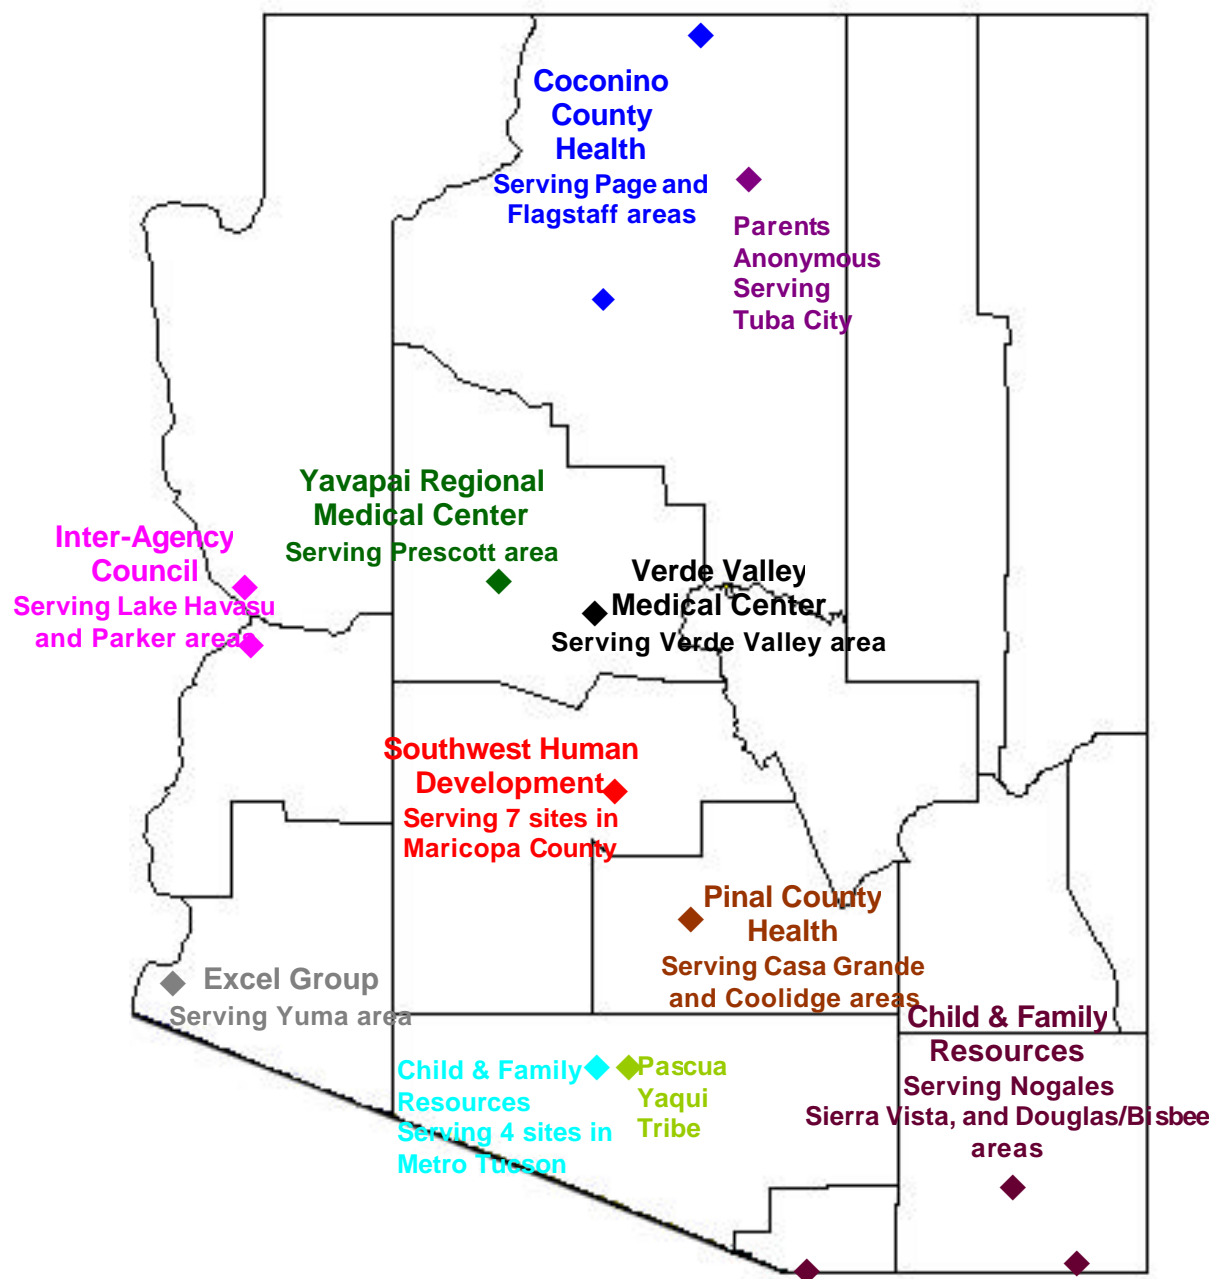 Coconino
County
Health
Serving Page and
Flagstaff areas
Parents
Anonymous
Serving
Tuba City
Yavapai Regional
Medical Center
Serving Prescott area
Inter-Agency
Council
Serving Lake Havasu
and Parker areas
Verde Valley
Medical Center
Serving Verde Valley area
Southwest Human
Development
Serving 7 sites in
Maricopa County
Pinal County
Health
Serving Casa Grande
and Coolidge areas
Excel Group
Serving Yuma area
Child & Family
Resources
Serving 4 sites in
Metro Tucson
Pascua
Yaqui
Tribe
Child & Family
Resources
Serving Nogales
Sierra Vista, and Douglas/Bisbee
areas